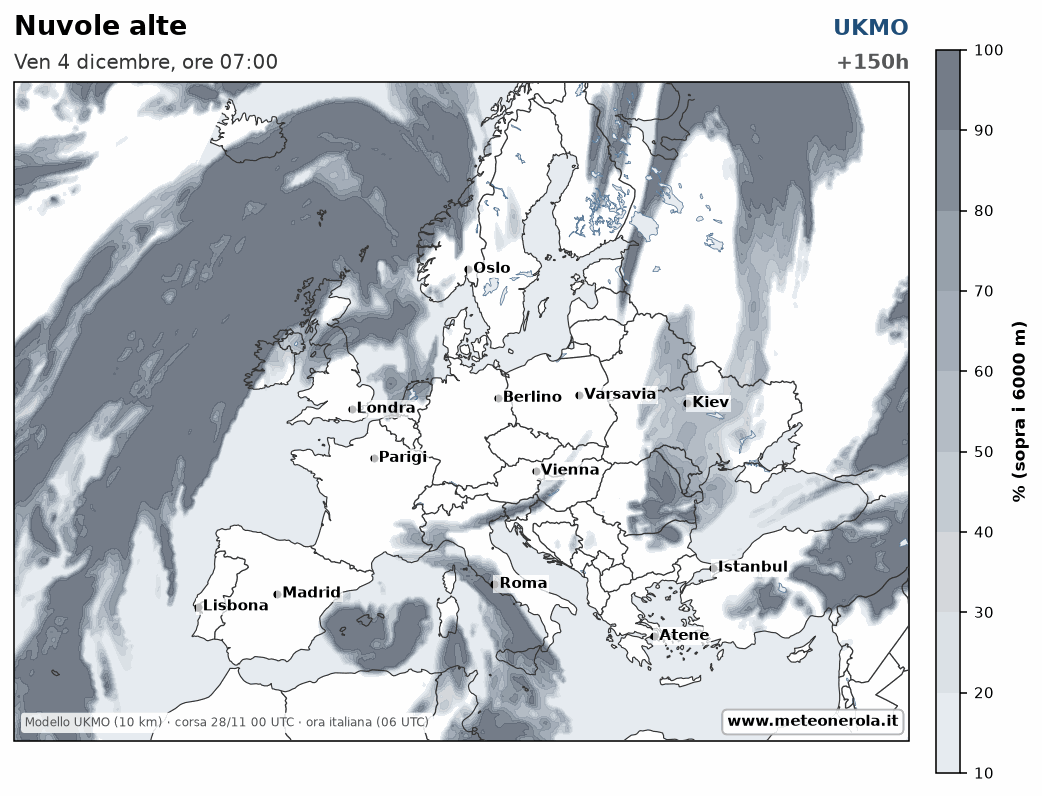 Nuvole alte
UKMO
Ven 4 dicembre, ore 07:00
+150h
100
90
80
70
60
50
40
30
20
10
% (sopra i 6000 m)
Oslo
Berlino
Varsavia
Kiev
Londra
Parigi
Vienna
Istanbul
Roma
Madrid
Lisbona
Atene
Modello UKMO (10 km) · corsa 28/11 00 UTC · ora italiana (06 UTC)
www.meteonerola.it